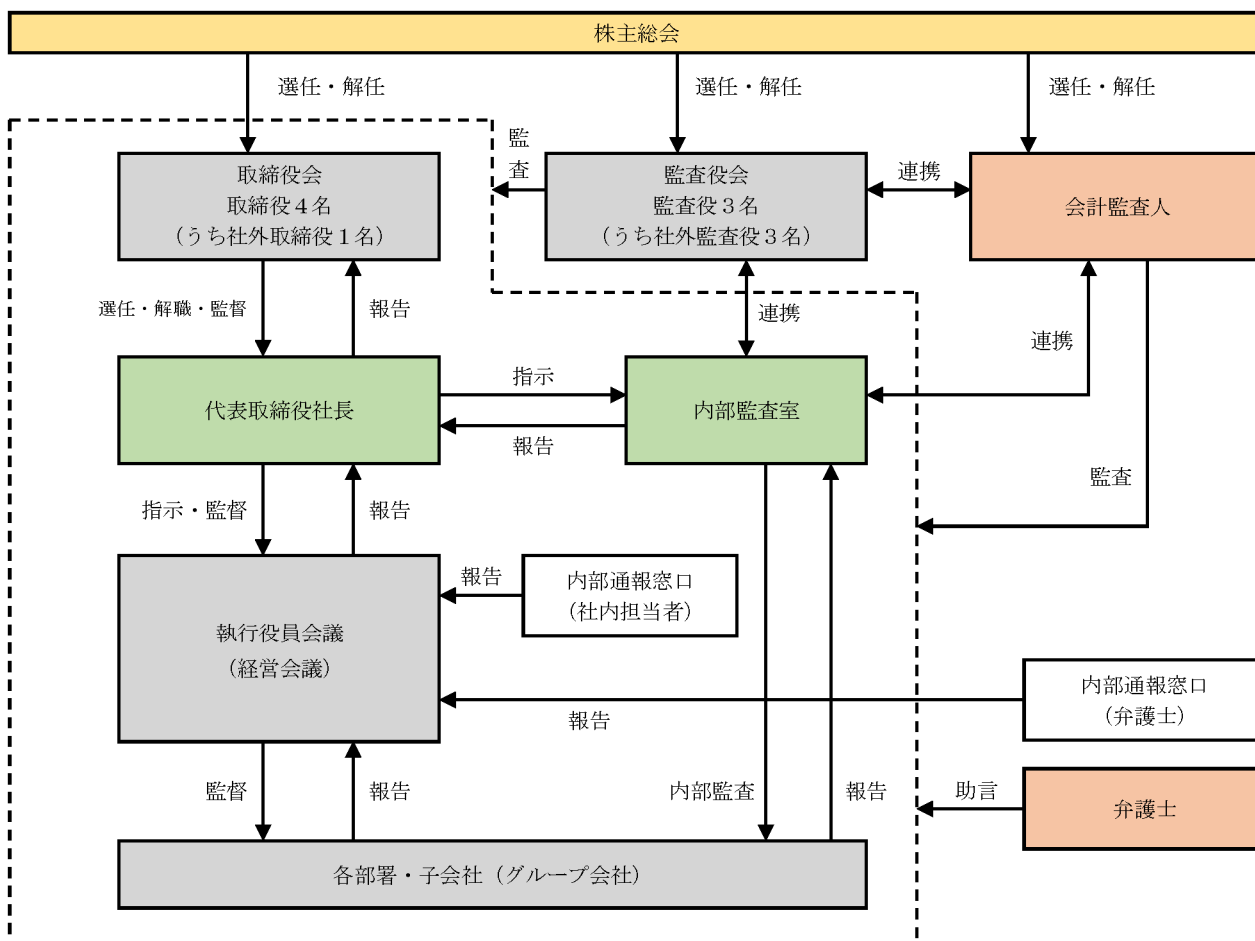 株主総会
選任・解任
選任・解任
選任・解任
取締役会
取締役４名
（うち社外取締役１名）
監
査
監査役会
監査役３名
（うち社外監査役３名）
連携
会計監査人
選任・解職・監督
報告
連携
連携
代表取締役社長
指示
報告
内部監査室
監査
指示・監督
報告
執行役員会議
（経営会議）
報告
内部通報窓口
（社内担当者）
報告
内部通報窓口
（弁護士）
監督
報告
内部監査
報告
助言
弁護士
各部署・子会社（グループ会社）